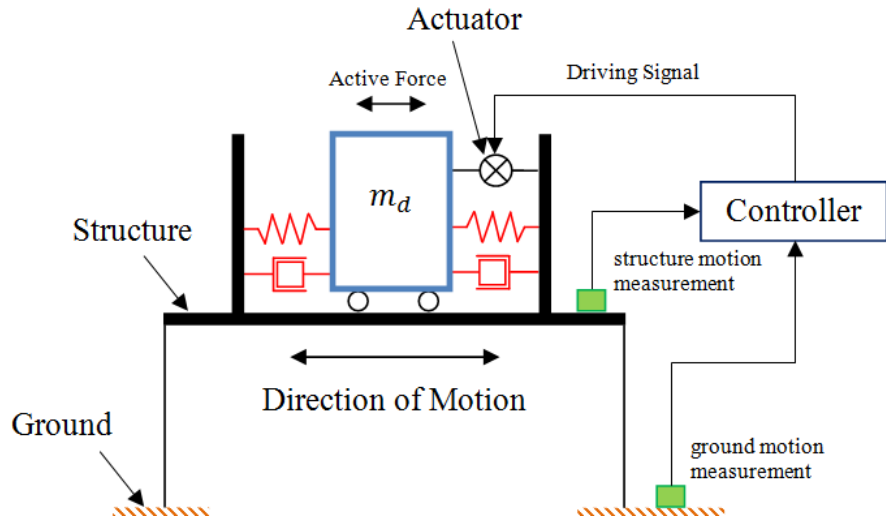 Actuator
Active Force
Driving Signal
m_d
Controller
Structure
structure motion
measurement
Direction of Motion
Ground
ground motion
measurement